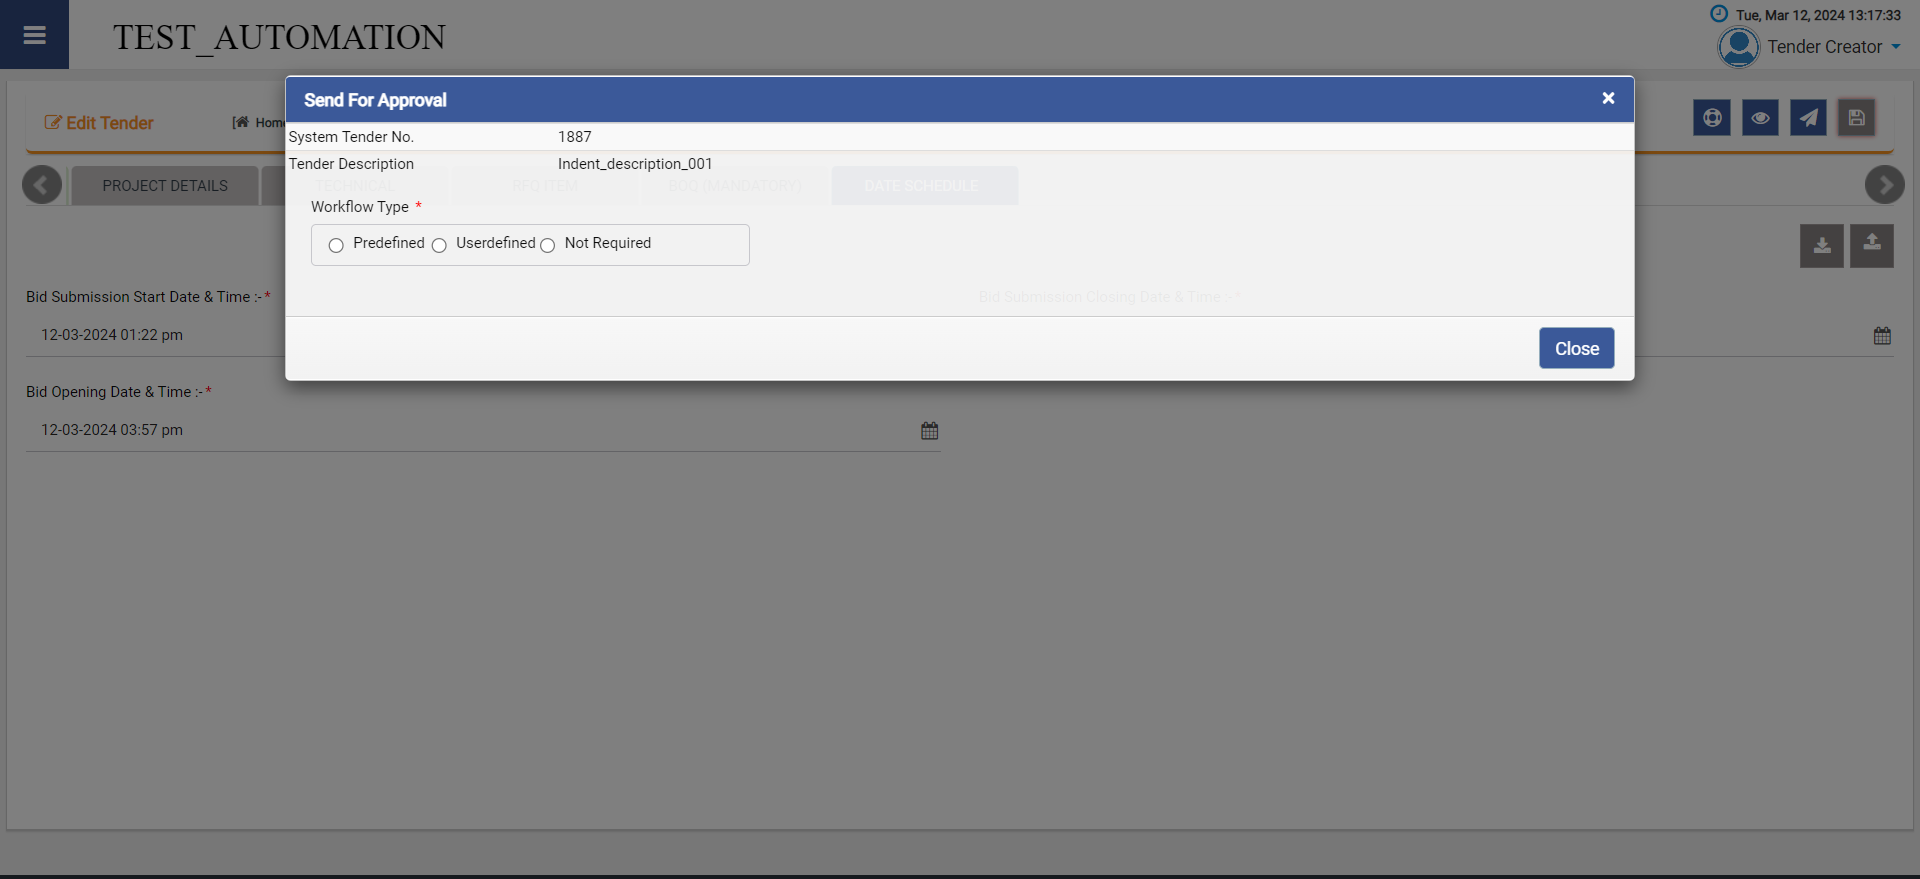 TEST_AUTOMATION
Tue, Mar 12, 2024 13:17:33
Tender Creator
Send For Approval
Edit Tender
[ Home
System Tender No. 1887
Tender Description Indent_description_001
PROJECT DETAILS TECHNICAL RFQ ITEM BOQ (MANDATORY) DATE SCHEDULE
Workflow Type *
Predefined Userdefined Not Required
Bid Submission Start Date & Time :- * Bid Submission Closing Date & Time :- *
12-03-2024 01:22 pm
Close
Bid Opening Date & Time :- *
12-03-2024 03:57 pm